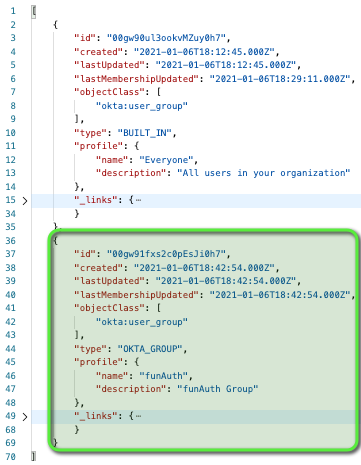 1 [
2 {
3 "id": "00gw90ul3ookvMZuy0h7",
4 "created": "2021-01-06T18:12:45.000Z",
5 "lastUpdated": "2021-01-06T18:12:45.000Z",
6 "lastMembershipUpdated": "2021-01-06T18:29:11.000Z",
7 "objectClass": [
8 "okta:user_group"
9 ],
10 "type": "BUILT_IN",
11 "profile": {
12 "name": "Everyone",
13 "description": "All users in your organization"
14 },
15 > "_links": {⋯
34 }
35 },
36 {
37 "id": "00gw91fxs2c0pEsJi0h7",
38 "created": "2021-01-06T18:42:54.000Z",
39 "lastUpdated": "2021-01-06T18:42:54.000Z",
40 "lastMembershipUpdated": "2021-01-06T18:42:54.000Z",
41 "objectClass": [
42 "okta:user_group"
43 ],
44 "type": "OKTA_GROUP",
45 "profile": {
46 "name": "funAuth",
47 "description": "funAuth Group"
48 },
49 > "_links": {⋯
68 }
69 }
70 ]